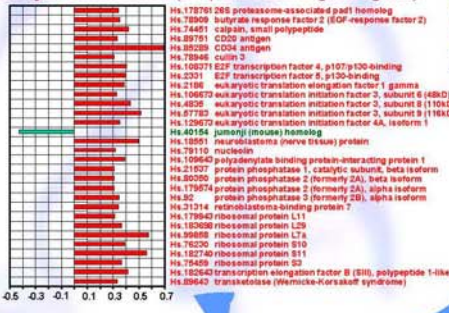 Hs.178761 26S proteasome-associated pad1 homolog
Hs.78909 butyrate response factor 2 (EGF-response factor 2)
Hs.74451 calpain, small polypeptide
Hs.89751 CD20 antigen
Hs.85289 CD34 antigen
Hs.78946 cullin 3
Hs.108371 E2F transcription factor 4, p107/p130-binding
Hs.2331 E2F transcription factor 5, p130-binding
Hs.2186 eukaryotic translation elongation factor 1 gamma
Hs.106673 eukaryotic translation initiation factor 3, subunit 6 (48kD)
Hs.4835 eukaryotic translation initiation factor 3, subunit 8 (110kD)
Hs.57783 eukaryotic translation initiation factor 3, subunit 9 (116kD)
Hs.129673 eukaryotic translation initiation factor 4A, isoform 1
Hs.40154 jumonji (mouse) homolog
Hs.18551 neuroblastoma (nerve tissue) protein
Hs.79110 nucleolin
Hs.109643 polyadenylate binding protein-interacting protein 1
Hs.21537 protein phosphatase 1, catalytic subunit, beta isoform
Hs.80350 protein phosphatase 2 (formerly 2A), beta isoform
Hs.179574 protein phosphatase 2 (formerly 2A), alpha isoform
Hs.92 protein phosphatase 3 (formerly 2B), alpha isoform
Hs.31314 retinoblastoma-binding protein 7
Hs.179943 ribosomal protein L11
Hs.183698 ribosomal protein L29
Hs.99858 ribosomal protein L7a
Hs.76230 ribosomal protein S10
Hs.182740 ribosomal protein S11
Hs.75459 ribosomal protein S3
Hs.182643 transcription elongation factor B (SIII), polypeptide 1-like
Hs.89643 transketolase (Wernicke-Korsakoff syndrome)
-0.5 -0.3 -0.1 0.1 0.3 0.5 0.7